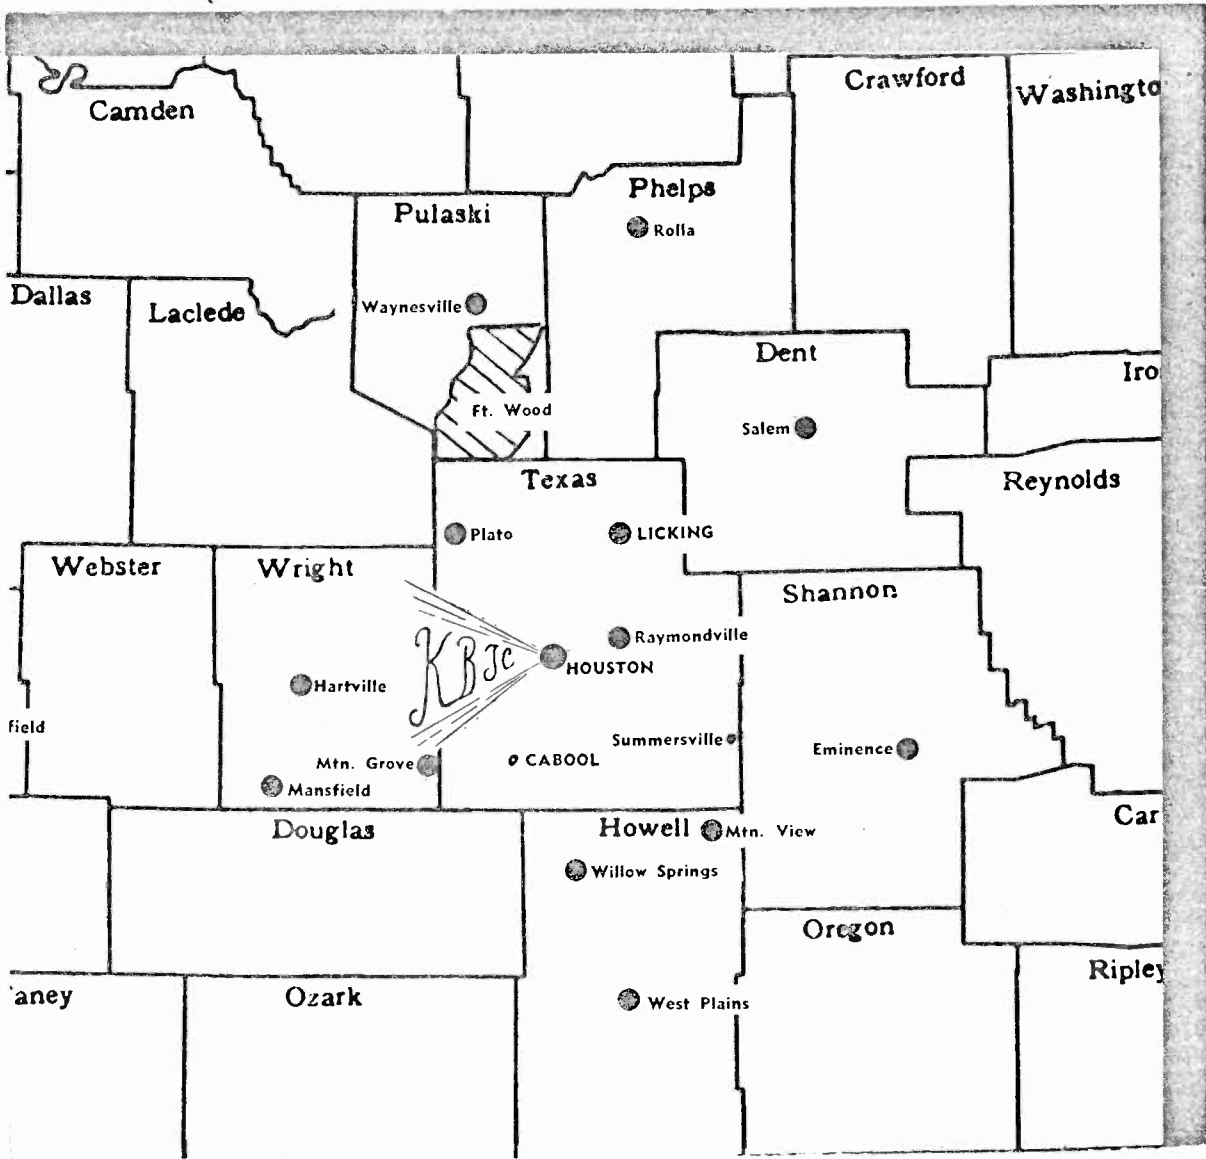 Crawford
Washingto
Camden
Phelps
Pulaski
Rolla
Dallas
Laclede
Waynesville
Dent
Iro
Ft. Wood
Salem
Texas
Reynolds
Plato
LICKING
Webster
Wright
Shannon
Raymondville
KBTC
HOUSTON
Hartville
field
Summersville
Eminence
Mtn. Grove
CABOOL
Mansfield
Car
Douglas
Howell
Mtn. View
Willow Springs
Oregon
Ripley
aney
Ozark
West Plains